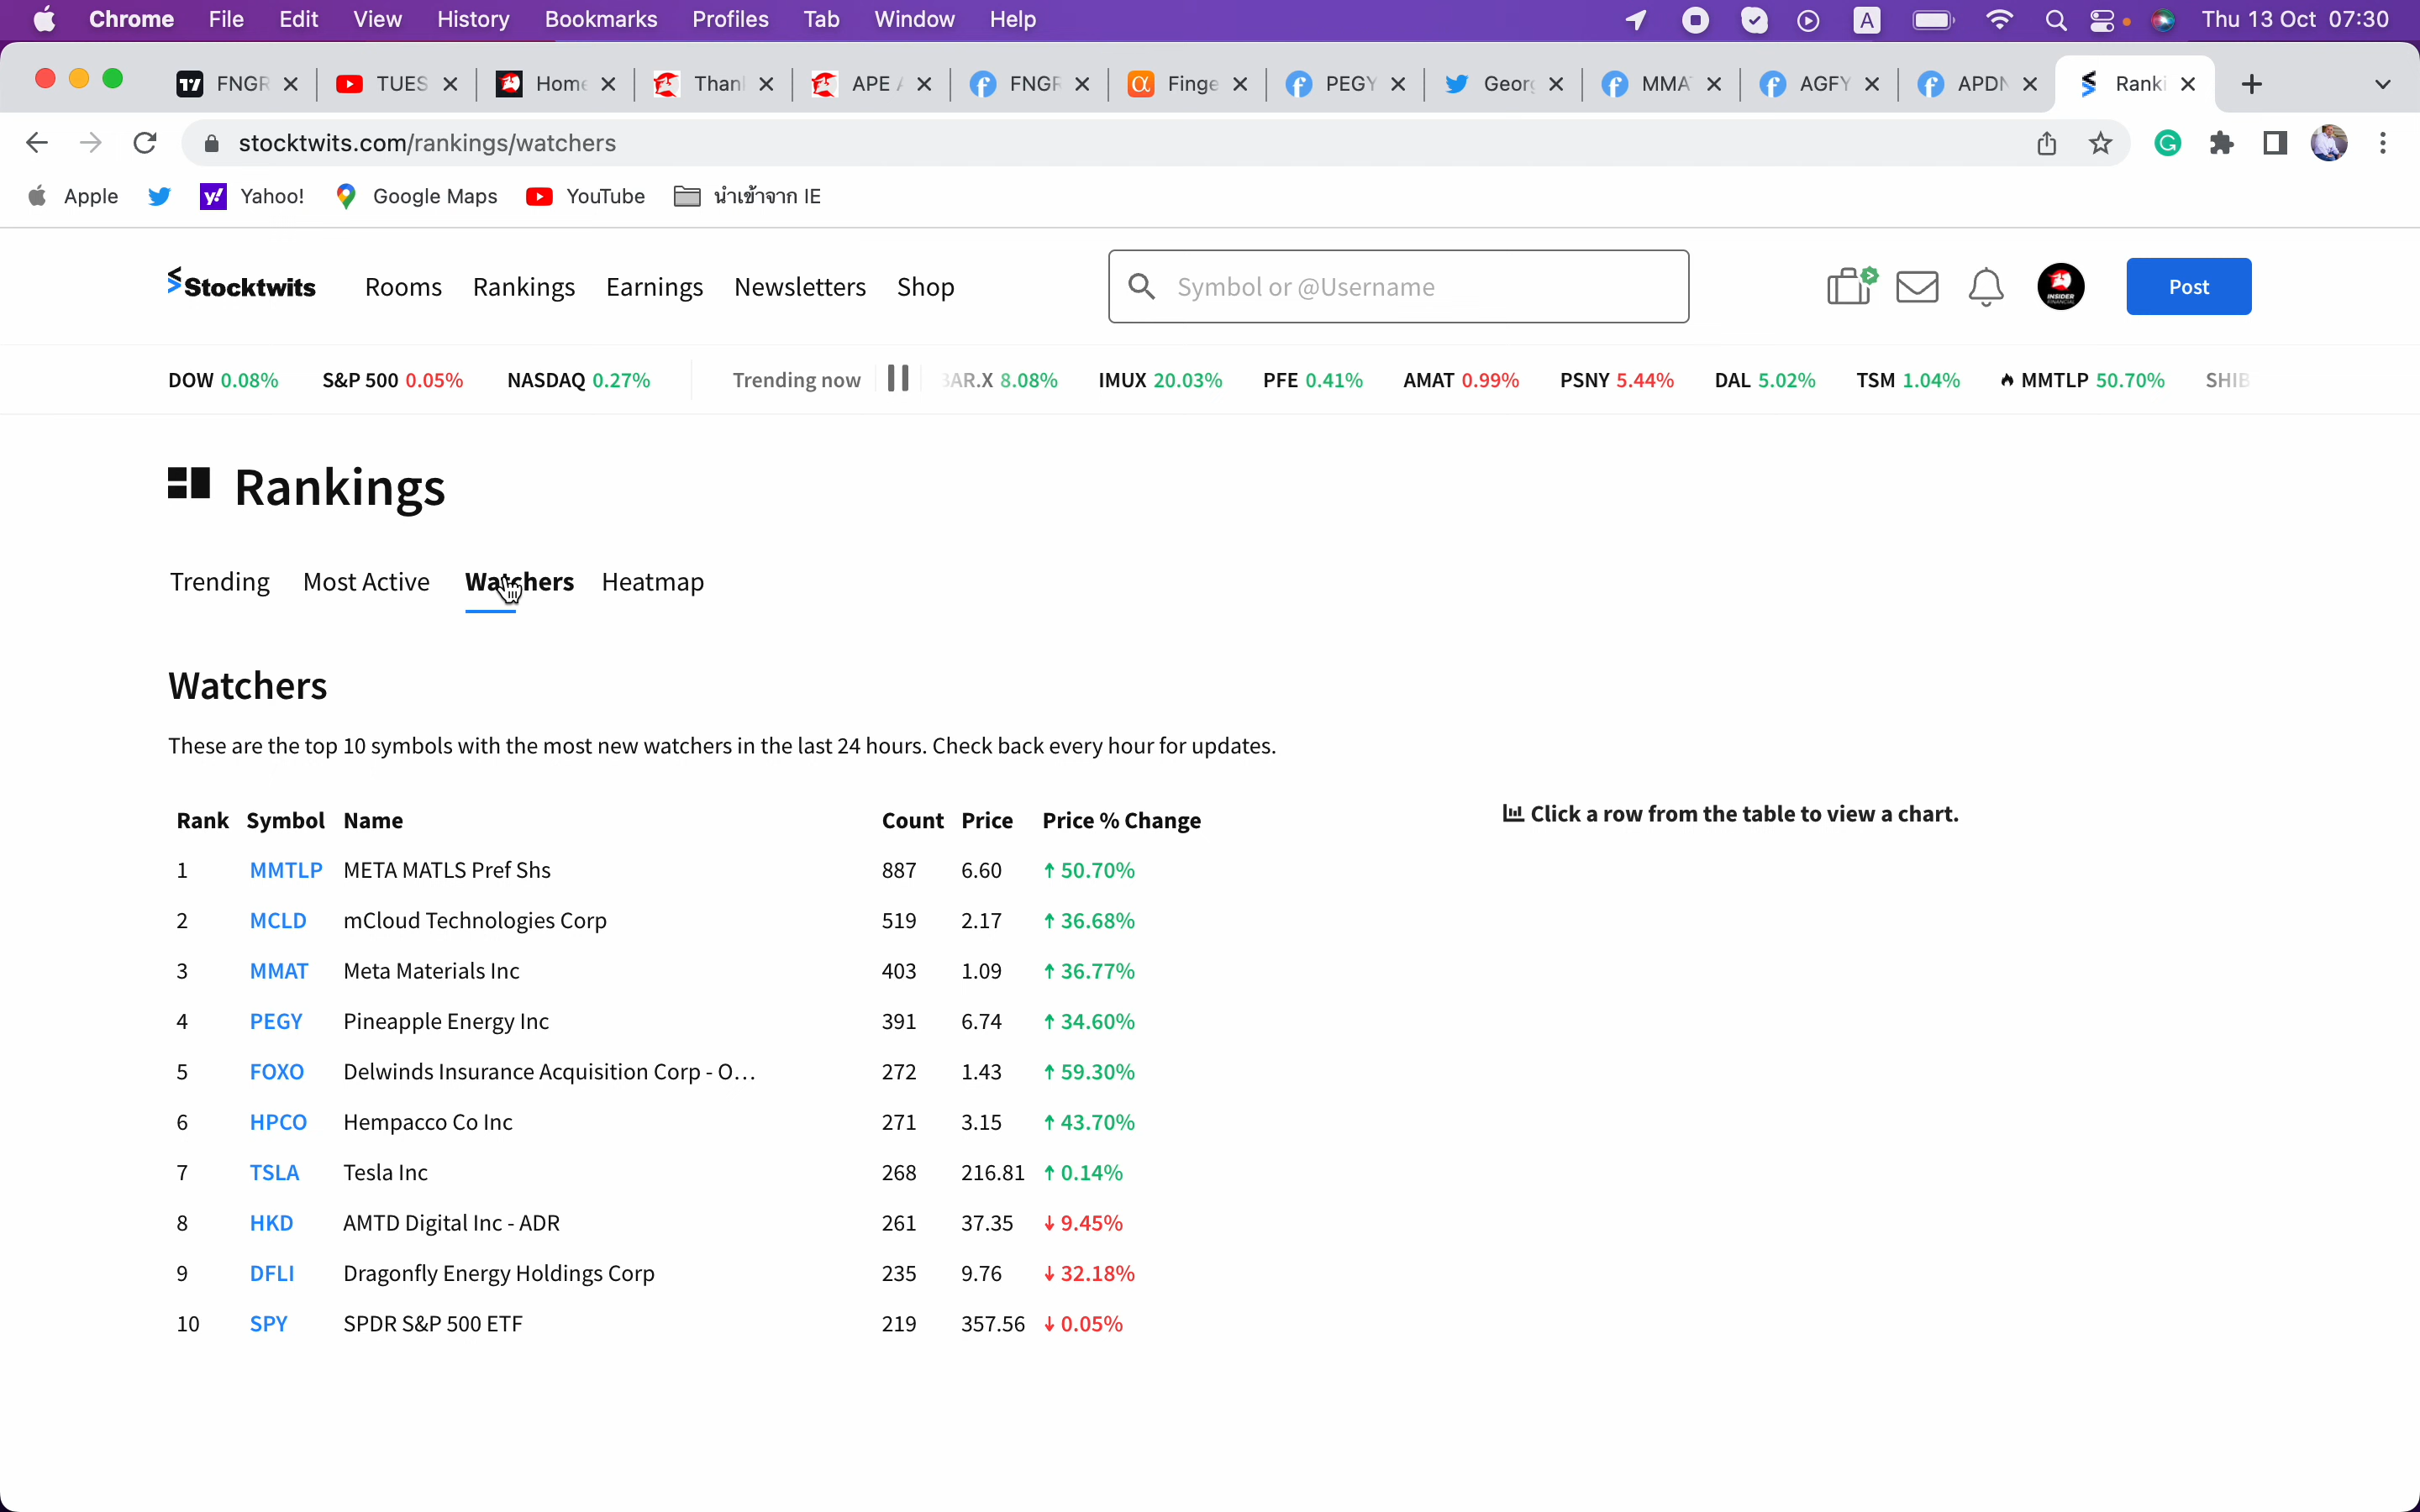 Chrome File Edit View History Bookmarks Profiles Tab Window Help A Thu 13 Oct 07:30
FNGR TUES Home Than APE FNGR Finge PEGY Georg MMAT AGFY APDN Ranki
stocktwits.com/rankings/watchers
Apple Yahoo! Google Maps YouTube นำเข้าจาก IE
Stocktwits Rooms Rankings Earnings Newsletters Shop Symbol or @Username INSIDER FINANCIAL Post
DOW 0.08% S&P 500 0.05% NASDAQ 0.27% Trending now BAR.X 8.08% IMUX 20.03% PFE 0.41% AMAT 0.99% PSNY 5.44% DAL 5.02% TSM 1.04% MMTLP 50.70% SHIB
Rankings
Trending Most Active Watchers Heatmap
Watchers
These are the top 10 symbols with the most new watchers in the last 24 hours. Check back every hour for updates.
Rank Symbol Name Count Price Price % Change
Click a row from the table to view a chart.
1 MMTLP META MATLS Pref Shs 887 6.60 ↑ 50.70%
2 MCLD mCloud Technologies Corp 519 2.17 ↑ 36.68%
3 MMAT Meta Materials Inc 403 1.09 ↑ 36.77%
4 PEGY Pineapple Energy Inc 391 6.74 ↑ 34.60%
5 FOXO Delwinds Insurance Acquisition Corp - O... 272 1.43 ↑ 59.30%
6 HPCO Hempacco Co Inc 271 3.15 ↑ 43.70%
7 TSLA Tesla Inc 268 216.81 ↑ 0.14%
8 HKD AMTD Digital Inc - ADR 261 37.35 ↓ 9.45%
9 DFLI Dragonfly Energy Holdings Corp 235 9.76 ↓ 32.18%
10 SPY SPDR S&P 500 ETF 219 357.56 ↓ 0.05%